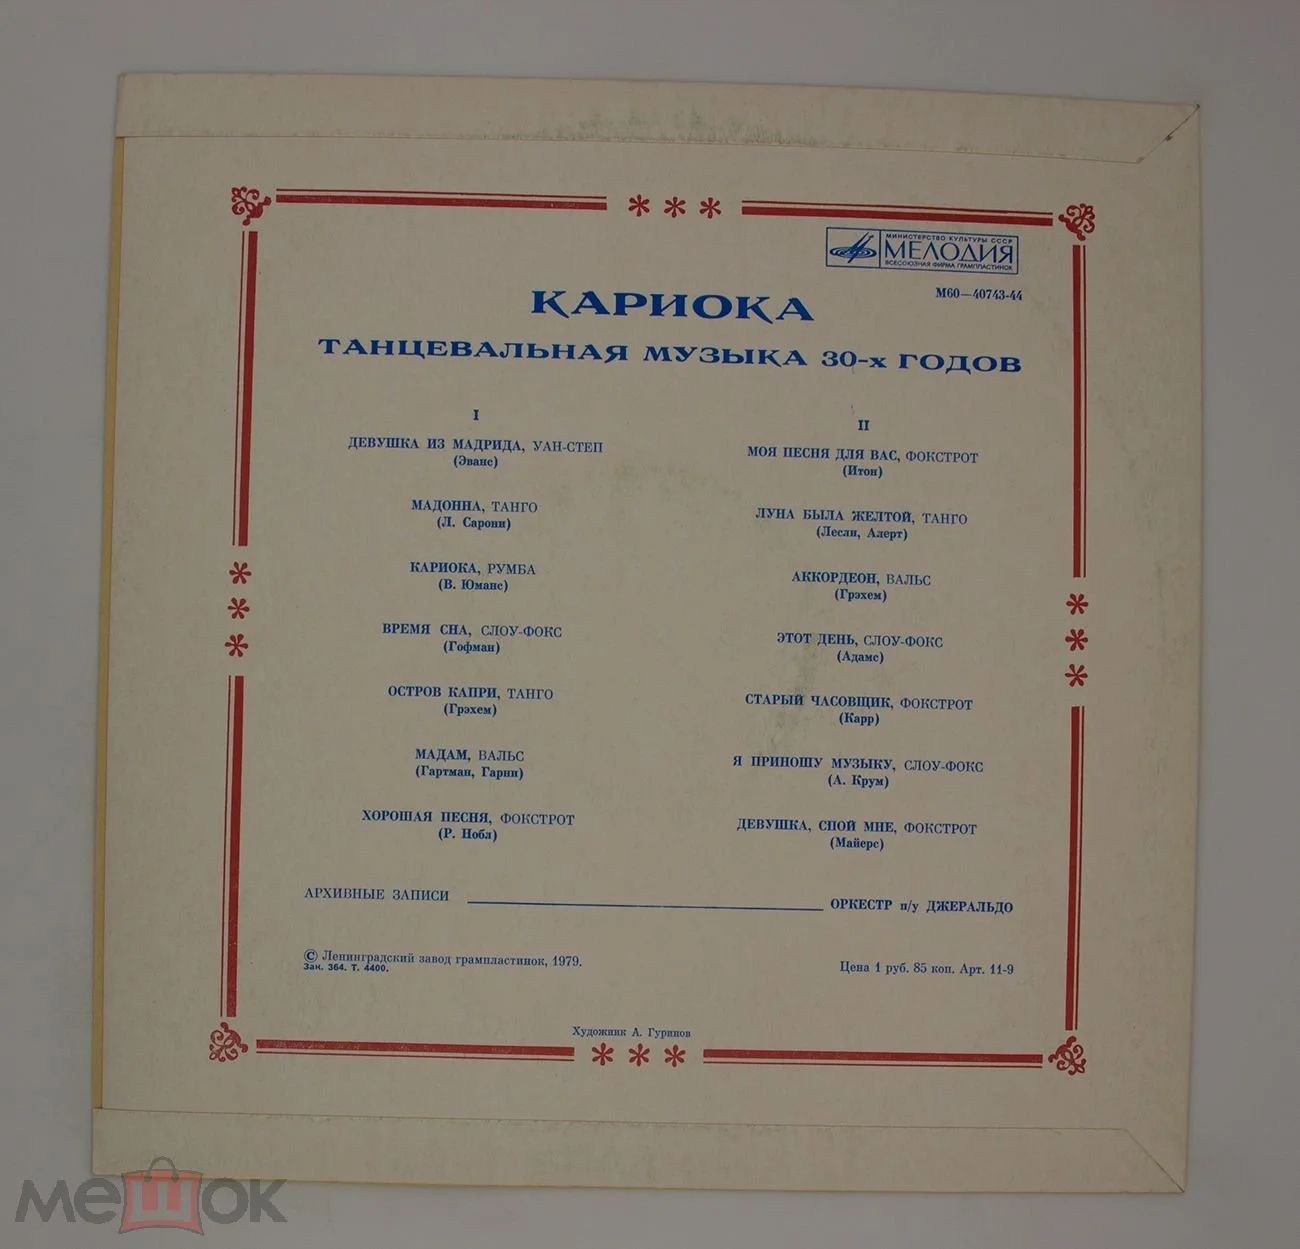 МИНИСТЕРСТВО КУЛЬТУРЫ СССР
МЕЛОДИЯ
ВСЕСОЮЗНАЯ ФИРМА ГРАМПЛАСТИНОК
М60—40743-44
КАРИОКА
ТАНЦЕВАЛЬНАЯ МУЗЫКА 30-х ГОДОВ
I
ДЕВУШКА ИЗ МАДРИДА, УАН-СТЕП
(Эванс)
МАДОННА, ТАНГО
(Л. Сарони)
КАРИОКА, РУМБА
(В. Юманс)
ВРЕМЯ СНА, СЛОУ-ФОКС
(Гофман)
ОСТРОВ КАПРИ, ТАНГО
(Грэхем)
МАДАМ, ВАЛЬС
(Гартман, Гарни)
ХОРОШАЯ ПЕСНЯ, ФОКСТРОТ
(Р. Нобл)
II
МОЯ ПЕСНЯ ДЛЯ ВАС, ФОКСТРОТ
(Итон)
ЛУНА БЫЛА ЖЕЛТОЙ, ТАНГО
(Лесли, Алерт)
АККОРДЕОН, ВАЛЬС
(Грэхем)
ЭТОТ ДЕНЬ, СЛОУ-ФОКС
(Адамс)
СТАРЫЙ ЧАСОВЩИК, ФОКСТРОТ
(Карр)
Я ПРИНОШУ МУЗЫКУ, СЛОУ-ФОКС
(А. Крум)
ДЕВУШКА, СПОЙ МНЕ, ФОКСТРОТ
(Майерс)
АРХИВНЫЕ ЗАПИСИ ОРКЕСТР п/у ДЖЕРАЛЬДО
© Ленинградский завод грампластинок, 1979.
Зак. 364. Т. 4400.
Цена 1 руб. 85 коп. Арт. 11-9
Художник А. Гуринов
мешок